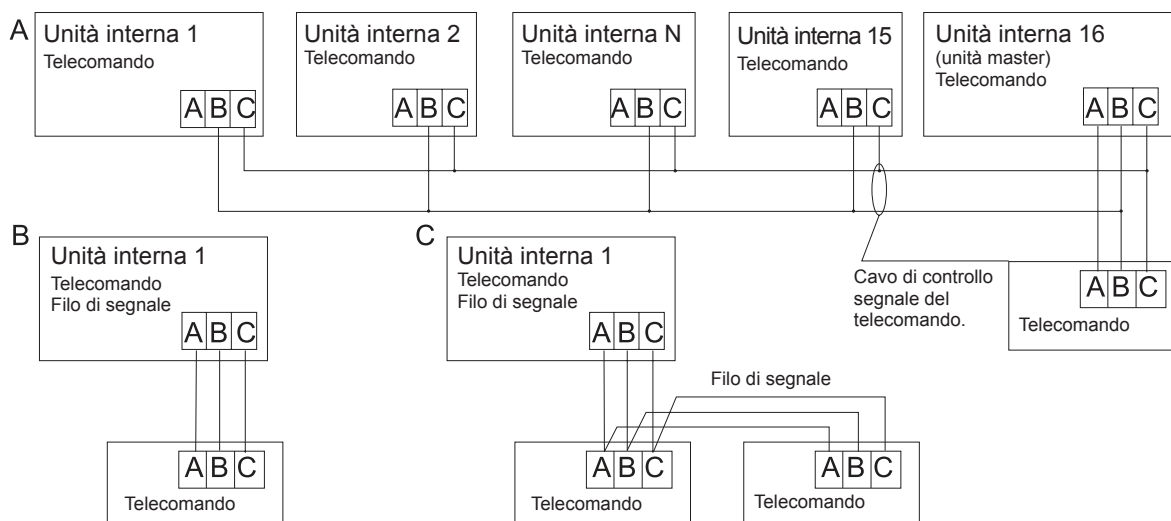 A
Unità interna 1
Telecomando
A B C
Unità interna 2
Telecomando
A B C
Unità interna N
Telecomando
A B C
Unità interna 15
Telecomando
A B C
Unità interna 16
(unità master)
Telecomando
A B C
B
Unità interna 1
Telecomando
Filo di segnale
A B C
A B C
Telecomando
C
Unità interna 1
Telecomando
Filo di segnale
A B C
Filo di segnale
A B C
Telecomando
A B C
Telecomando
Cavo di controllo
segnale del
telecomando.
A B C
Telecomando